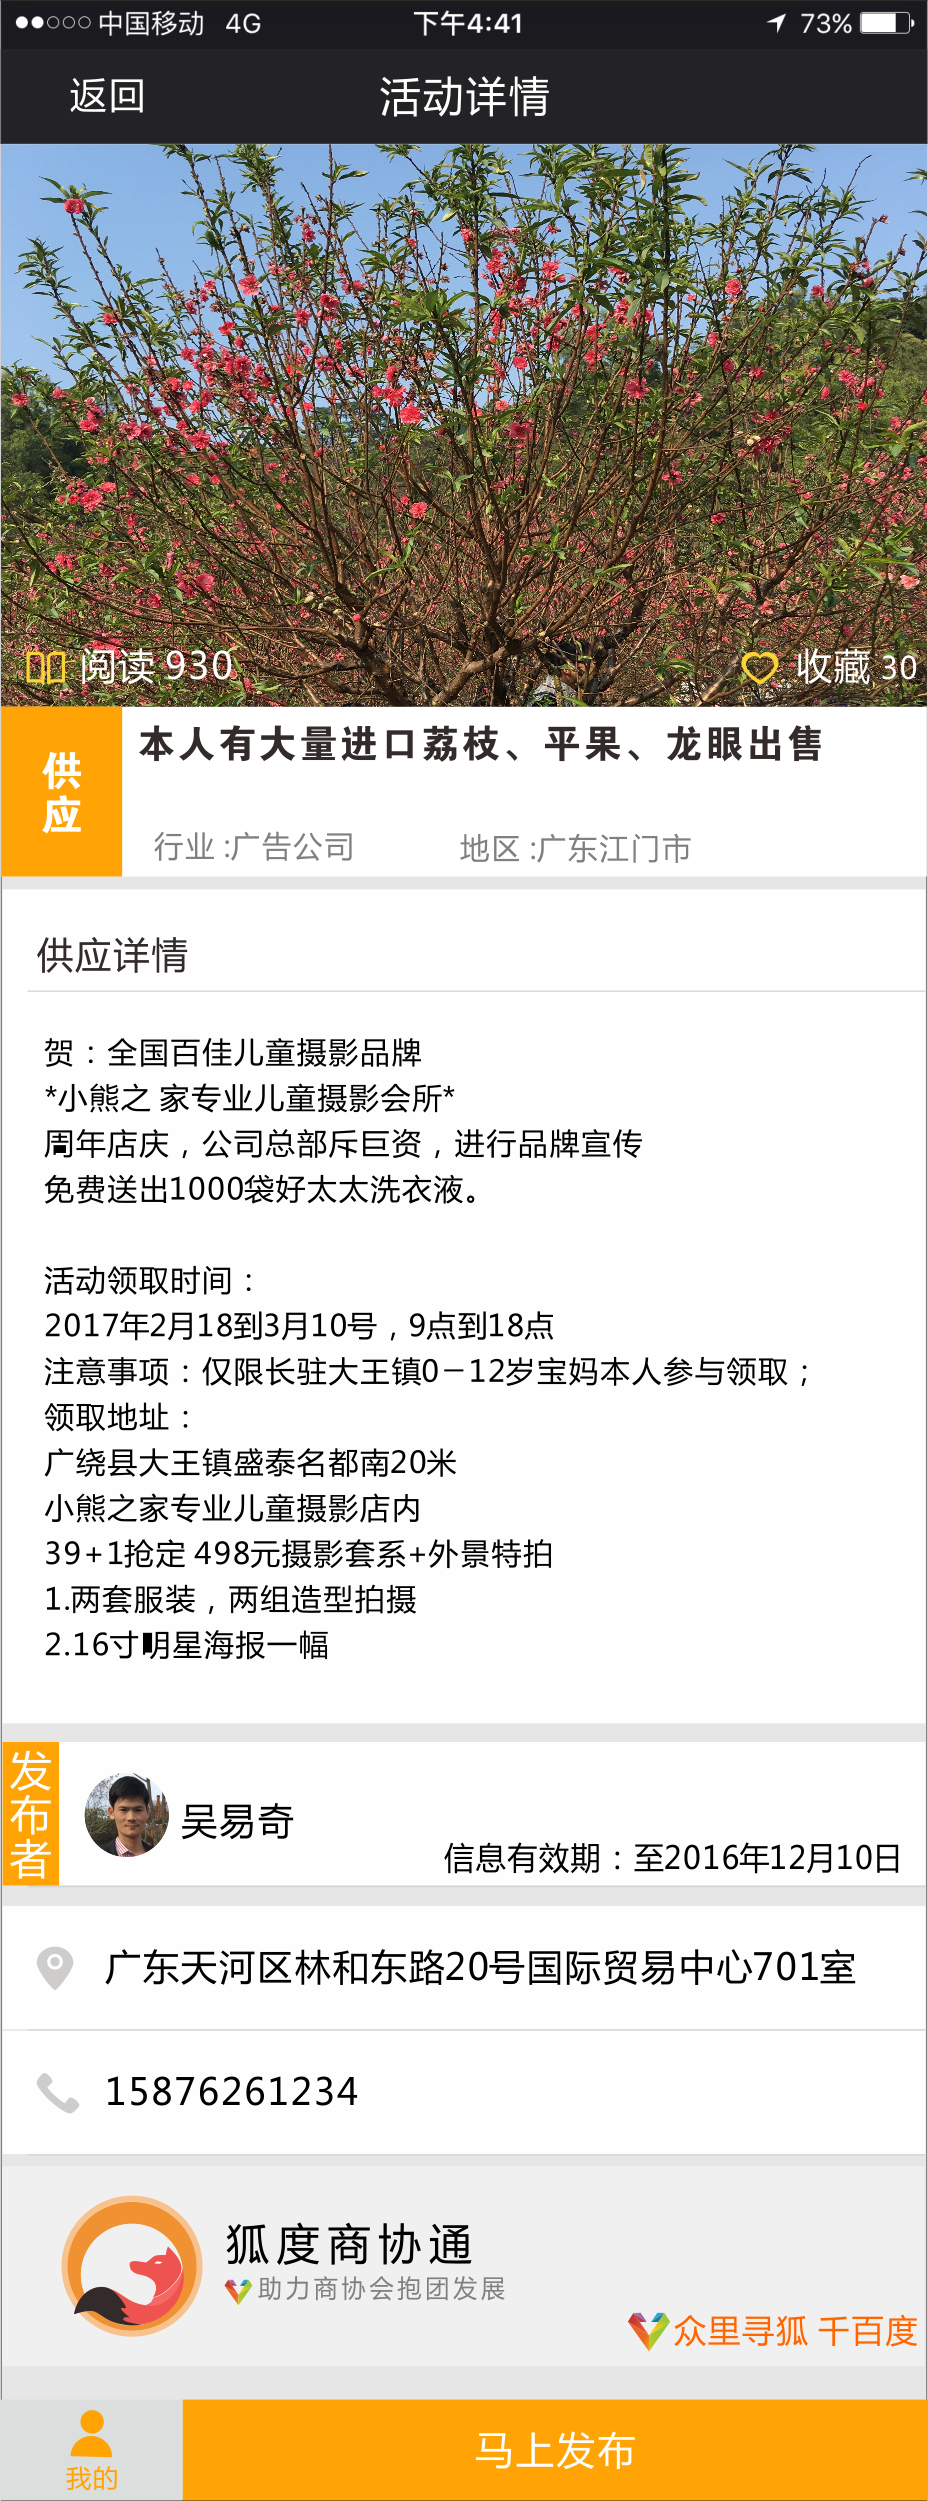 中国移动 4G 下午4:41 73%
返回 活动详情
阅读 930 收藏 30
供应
本人有大量进口荔枝、平果、龙眼出售
行业 :广告公司 地区 :广东江门市
供应详情
贺：全国百佳儿童摄影品牌
*小熊之 家专业儿童摄影会所*
周年店庆，公司总部斥巨资，进行品牌宣传
免费送出1000袋好太太洗衣液。
活动领取时间：
2017年2月18到3月10号，9点到18点
注意事项：仅限长驻大王镇0－12岁宝妈本人参与领取；
领取地址：
广绕县大王镇盛泰名都南20米
小熊之家专业儿童摄影店内
39+1抢定 498元摄影套系+外景特拍
1.两套服装，两组造型拍摄
2.16寸明星海报一幅
发布者
吴易奇
信息有效期：至2016年12月10日
广东天河区林和东路20号国际贸易中心701室
15876261234
狐度商协通
助力商协会抱团发展
众里寻狐 千百度
我的 马上发布